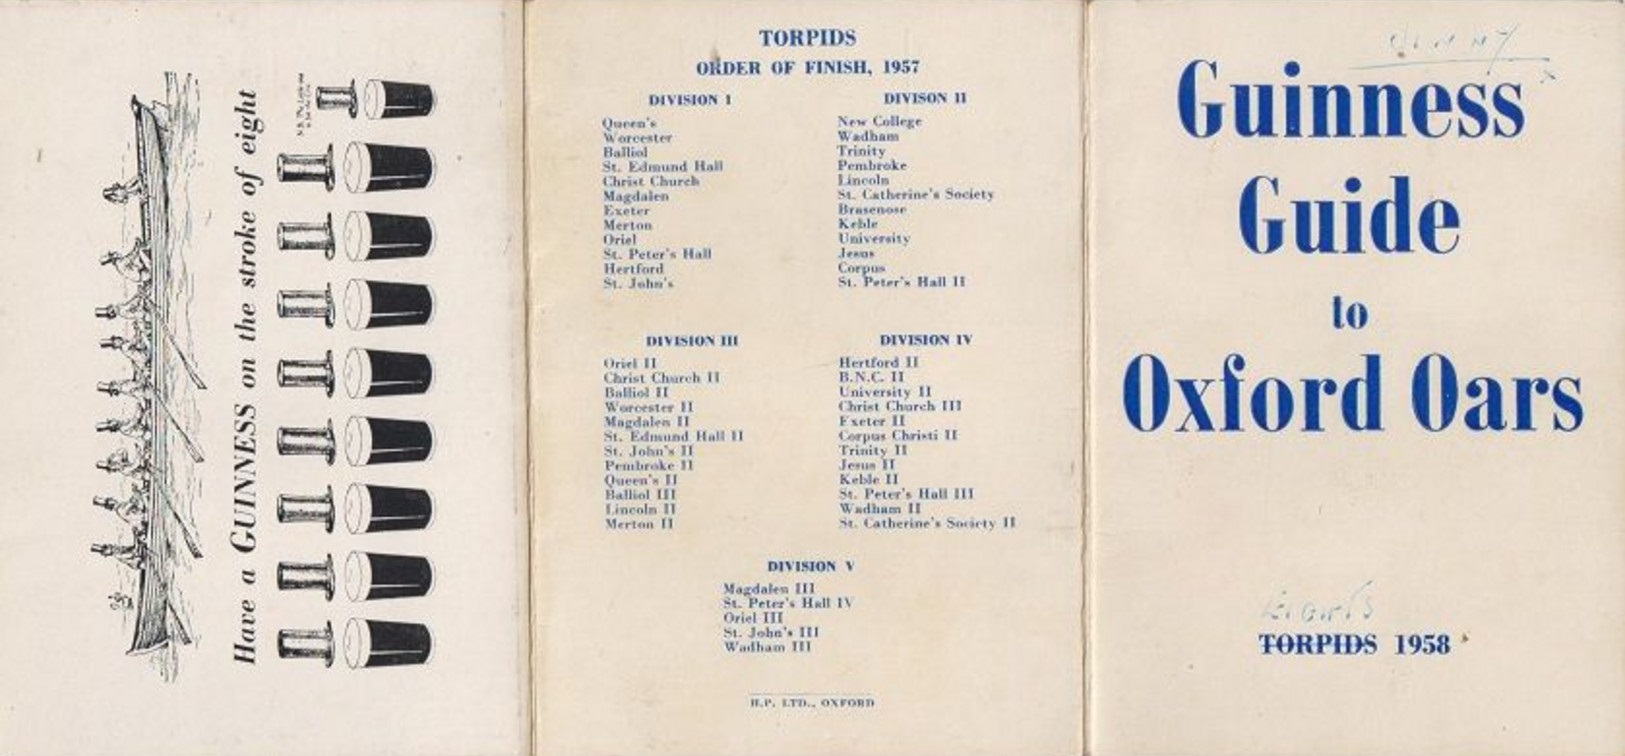 Have a GUINNESS on the stroke of eight
TORPIDS
ORDER OF FINISH, 1957
DIVISION I
Queen's
Worcester
Balliol
St. Edmund Hall
Christ Church
Magdalen
Exeter
Merton
Oriel
St. Peter's Hall
Hertford
St. John's
DIVISON II
New College
Wadham
Trinity
Pembroke
Lincoln
St. Catherine's Society
Brasenose
Keble
University
Jesus
Corpus
St. Peter's Hall II
DIVISION III
Oriel II
Christ Church II
Balliol II
Worcester II
Magdalen II
St. Edmund Hall II
St. John's II
Pembroke II
Queen's II
Balliol III
Lincoln II
Merton II
DIVISION IV
Hertford II
B.N.C. II
University II
Christ Church III
Exeter II
Corpus Christi II
Trinity II
Jesus II
Keble II
St. Peter's Hall III
Wadham II
St. Catherine's Society II
DIVISION V
Magdalen III
St. Peter's Hall IV
Oriel III
St. John's III
Wadham III
H.P. LTD., OXFORD
Guinness
Guide
to
Oxford Oars
TORPIDS 1958